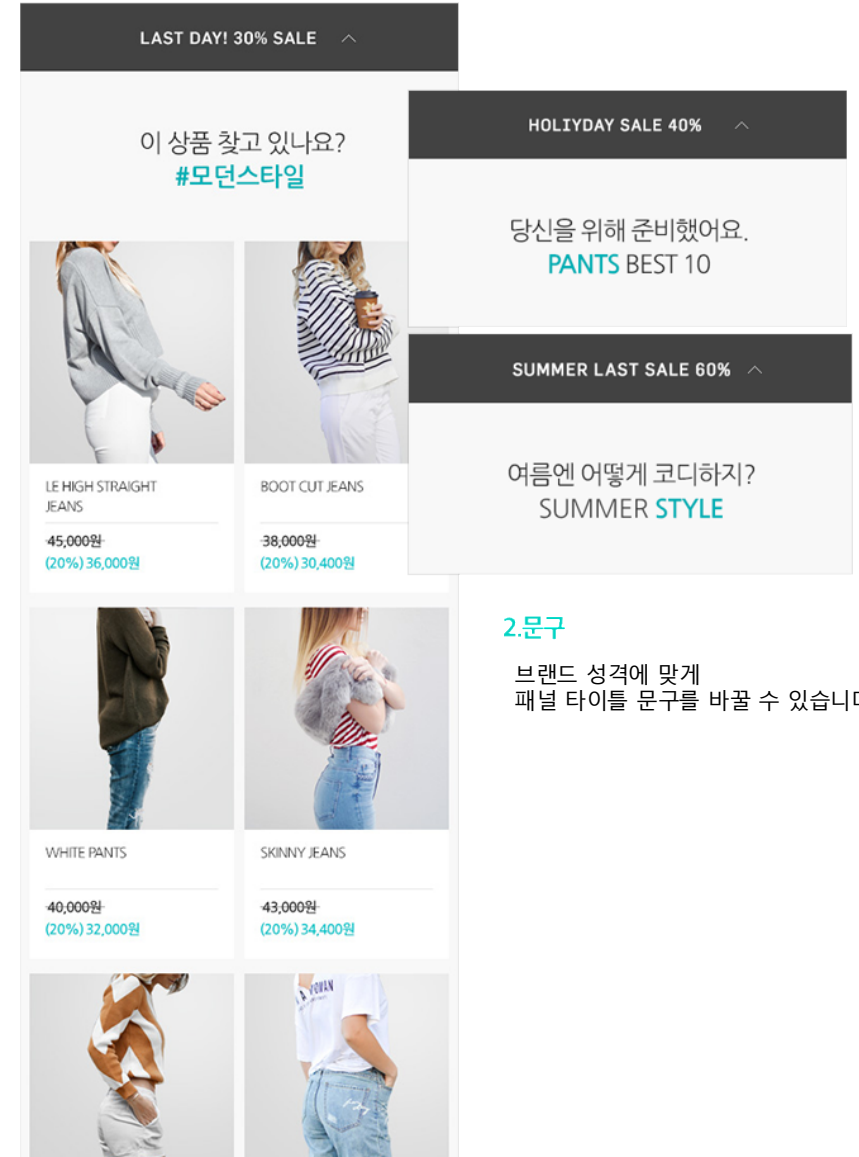 LAST DAY! 30% SALE
이 상품 찾고 있나요?
#모던스타일
LE HIGH STRAIGHT
JEANS
45,000원
(20%) 36,000원
BOOT CUT JEANS
38,000원
(20%) 30,400원
WHITE PANTS
40,000원
(20%) 32,000원
SKINNY JEANS
43,000원
(20%) 34,400원
HOLIYDAY SALE 40%
당신을 위해 준비했어요.
PANTS BEST 10
SUMMER LAST SALE 60%
여름엔 어떻게 코디하지?
SUMMER STYLE
2.문구
브랜드 성격에 맞게
패널 타이틀 문구를 바꿀 수 있습니